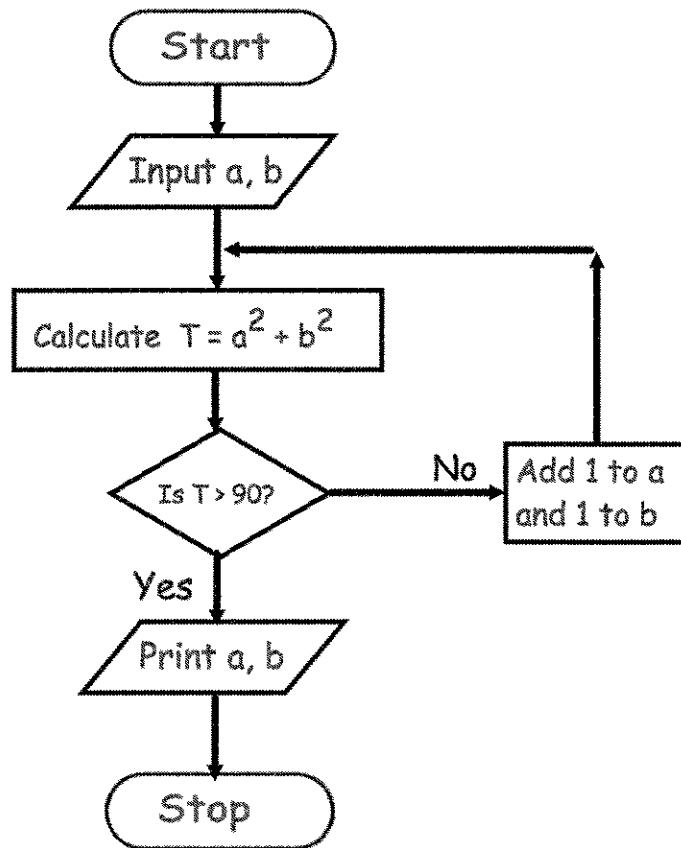 Start
Input a, b
Calculate T = a² + b²
Is T > 90?
No
Add 1 to a
and 1 to b
Yes
Print a, b
Stop